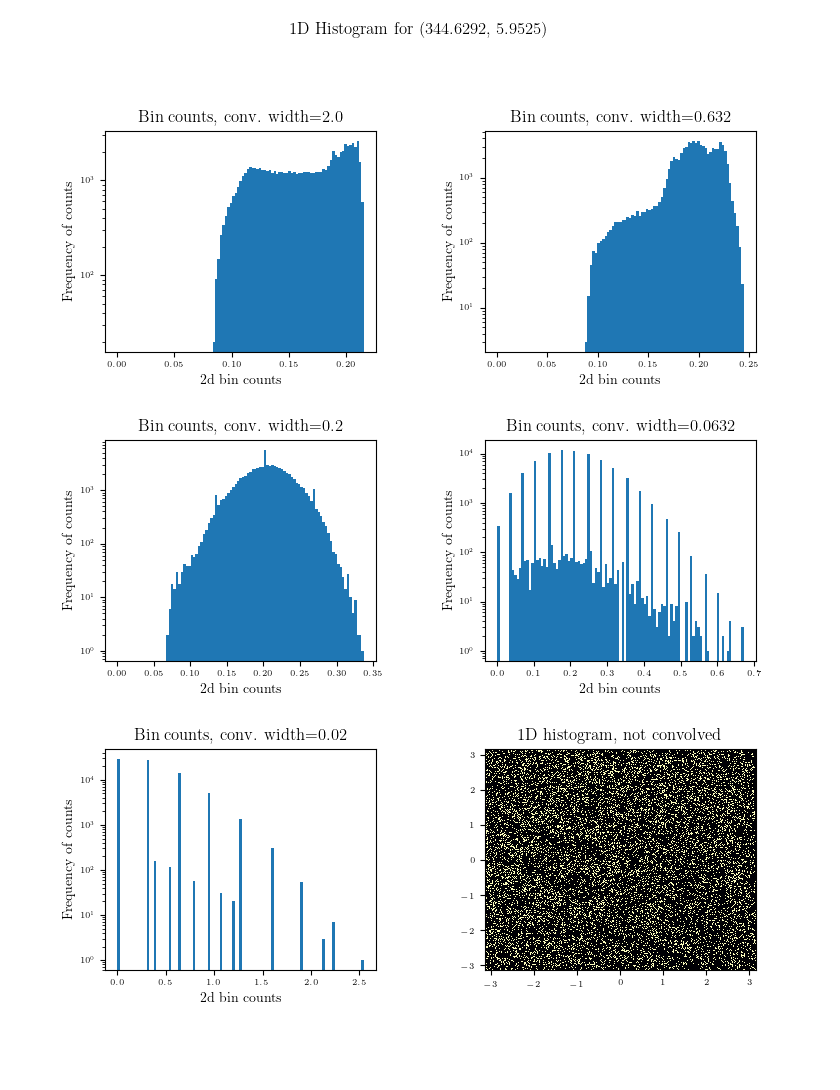 1D Histogram for (344.6292, 5.9525)
Bin counts, conv. width=2.0
Frequency of counts
10³
10²
0.00 0.05 0.10 0.15 0.20
2d bin counts
Bin counts, conv. width=0.632
Frequency of counts
10³
10²
10¹
0.00 0.05 0.10 0.15 0.20 0.25
2d bin counts
Bin counts, conv. width=0.2
Frequency of counts
10³
10²
10¹
10⁰
0.00 0.05 0.10 0.15 0.20 0.25 0.30 0.35
2d bin counts
Bin counts, conv. width=0.0632
Frequency of counts
10⁴
10³
10²
10¹
10⁰
0.0 0.1 0.2 0.3 0.4 0.5 0.6 0.7
2d bin counts
Bin counts, conv. width=0.02
Frequency of counts
10⁴
10³
10²
10¹
10⁰
0.0 0.5 1.0 1.5 2.0 2.5
2d bin counts
1D histogram, not convolved
3
2
1
0
−1
−2
−3
−3 −2 −1 0 1 2 3